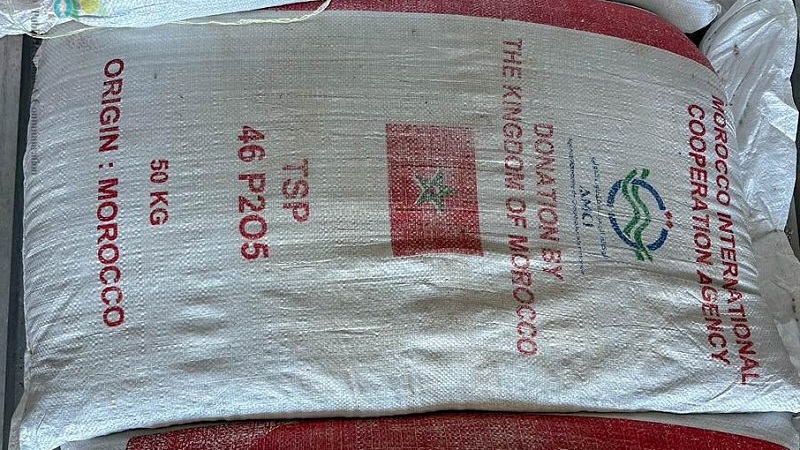 MOROCCO INTERNATIONAL
COOPERATION AGENCY
AMCI
DONATION BY
THE KINGDOM OF MOROCCO
TSP
46 P2O5
50 KG
ORIGIN : MOROCCO